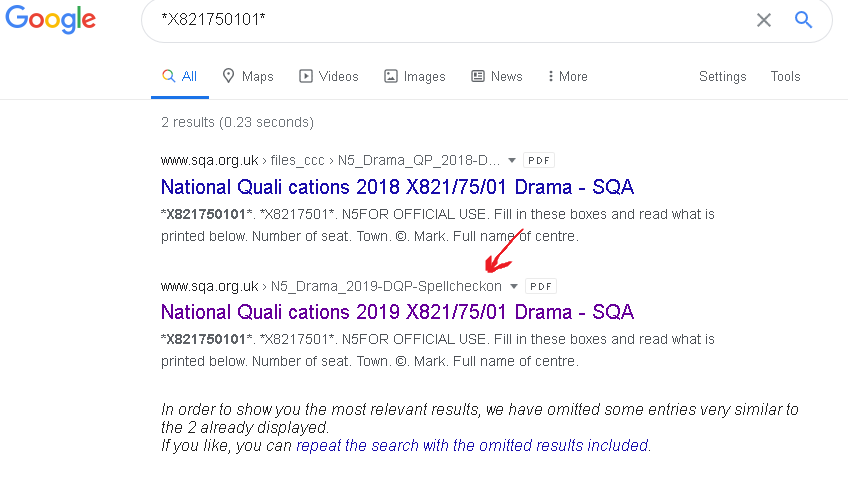 Google
*X821750101*
All Maps Videos Images News More Settings Tools
2 results (0.23 seconds)
www.sqa.org.uk › files_ccc › N5_Drama_QP_2018-D... PDF
National Quali cations 2018 X821/75/01 Drama - SQA
*X821750101*. *X8217501*. N5FOR OFFICIAL USE. Fill in these boxes and read what is
printed below. Number of seat. Town. ©. Mark. Full name of centre.
www.sqa.org.uk › N5_Drama_2019-DQP-Spellcheckon PDF
National Quali cations 2019 X821/75/01 Drama - SQA
*X821750101*. *X8217501*. N5FOR OFFICIAL USE. Fill in these boxes and read what is
printed below. Number of seat. Town. ©. Mark. Full name of centre.
In order to show you the most relevant results, we have omitted some entries very similar to
the 2 already displayed.
If you like, you can repeat the search with the omitted results included.